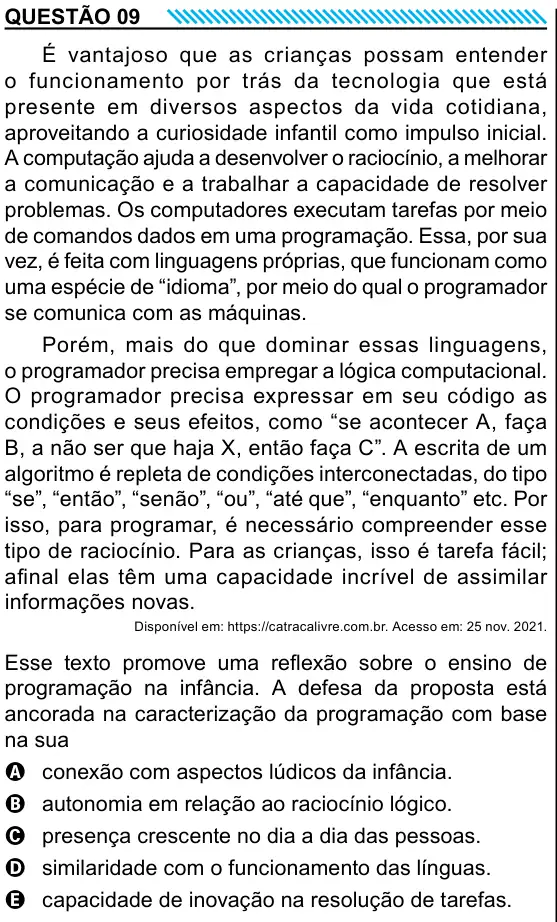 QUESTÃO 09
É vantajoso que as crianças possam entender
o funcionamento por trás da tecnologia que está
presente em diversos aspectos da vida cotidiana,
aproveitando a curiosidade infantil como impulso inicial.
A computação ajuda a desenvolver o raciocínio, a melhorar
a comunicação e a trabalhar a capacidade de resolver
problemas. Os computadores executam tarefas por meio
de comandos dados em uma programação. Essa, por sua
vez, é feita com linguagens próprias, que funcionam como
uma espécie de “idioma”, por meio do qual o programador
se comunica com as máquinas.
Porém, mais do que dominar essas linguagens,
o programador precisa empregar a lógica computacional.
O programador precisa expressar em seu código as
condições e seus efeitos, como “se acontecer A, faça
B, a não ser que haja X, então faça C”. A escrita de um
algoritmo é repleta de condições interconectadas, do tipo
“se”, “então”, “senão”, “ou”, “até que”, “enquanto” etc. Por
isso, para programar, é necessário compreender esse
tipo de raciocínio. Para as crianças, isso é tarefa fácil;
afinal elas têm uma capacidade incrível de assimilar
informações novas.
Disponível em: https://catracalivre.com.br. Acesso em: 25 nov. 2021.
Esse texto promove uma reflexão sobre o ensino de
programação na infância. A defesa da proposta está
ancorada na caracterização da programação com base
na sua
A conexão com aspectos lúdicos da infância.
B autonomia em relação ao raciocínio lógico.
C presença crescente no dia a dia das pessoas.
D similaridade com o funcionamento das línguas.
E capacidade de inovação na resolução de tarefas.